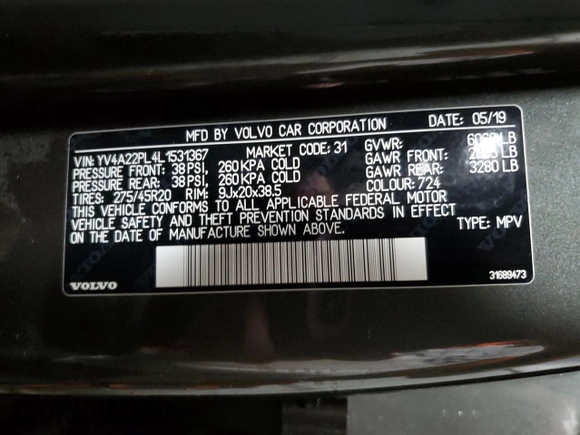 MFD BY VOLVO CAR CORPORATION DATE: 05/19
VIN: YV4A22PL4L1531367 MARKET CODE: 31 GVWR: LB
PRESSURE FRONT: 38 PSI, 260 KPA COLD GAWR FRONT: LB
PRESSURE REAR: 38 PSI, 260 KPA COLD GAWR REAR: 3280 LB
TIRES: 275/45R20 RIM: 9Jx20x38.5 COLOUR: 724
THIS VEHICLE CONFORMS TO ALL APPLICABLE FEDERAL MOTOR
VEHICLE SAFETY AND THEFT PREVENTION STANDARDS IN EFFECT
ON THE DATE OF MANUFACTURE SHOWN ABOVE. TYPE: MPV
VOLVO 31689473